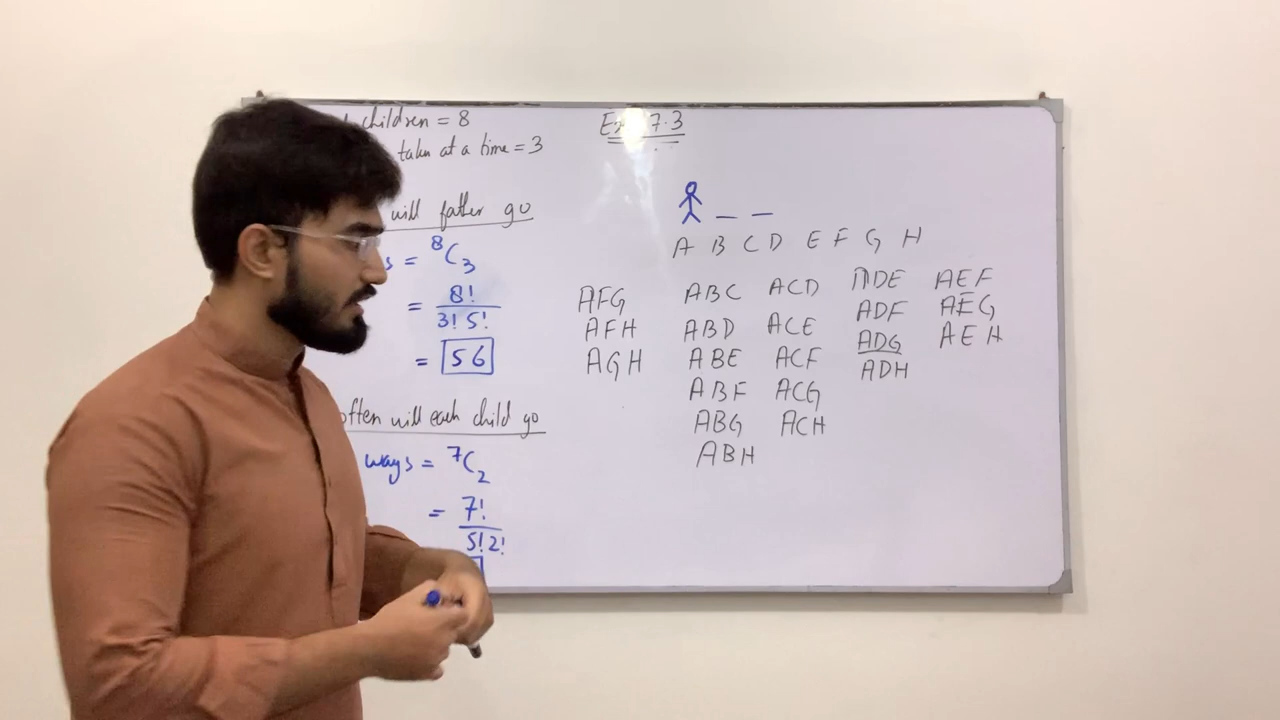 children = 8
taken at a time = 3
will father go
= ⁸C₃
= 8! / 3! 5!
= 56
often will each child go
ways = ⁷C₂
= 7! / 5! 2!
Ex 7.3
A B C D E F G H
AFG
AFH
AGH
ABC
ABD
ABE
ABF
ABG
ABH
ACD
ACE
ACF
ACG
ACH
ADF
ADG
ADH
AEF
AEG
AEH